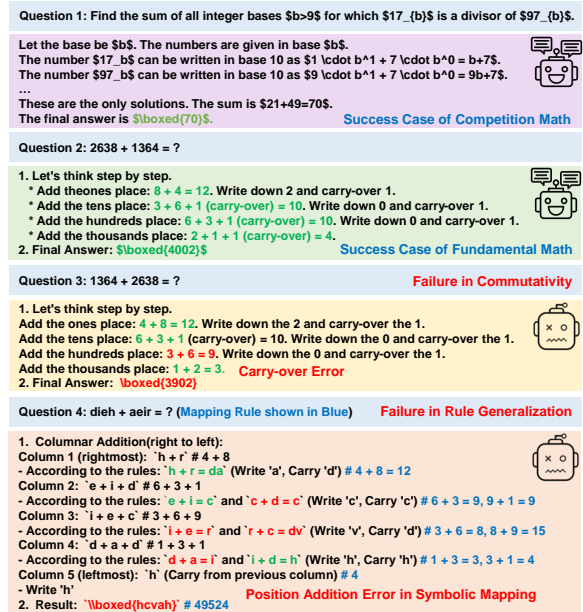 Question 1: Find the sum of all integer bases $b>9$ for which $17_{b}$ is a divisor of $97_{b}$.
Let the base be $b$. The numbers are given in base $b$.
The number $17_b$ can be written in base 10 as $1 \cdot b^1 + 7 \cdot b^0 = b+7$.
The number $97_b$ can be written in base 10 as $9 \cdot b^1 + 7 \cdot b^0 = 9b+7$.
...
These are the only solutions. The sum is $21+49=70$.
The final answer is $\boxed{70}$. Success Case of Competition Math
Question 2: 2638 + 1364 = ?
1. Let's think step by step.
* Add theones place: 8 + 4 = 12. Write down 2 and carry-over 1.
* Add the tens place: 3 + 6 + 1 (carry-over) = 10. Write down 0 and carry-over 1.
* Add the hundreds place: 6 + 3 + 1 (carry-over) = 10. Write down 0 and carry-over 1.
* Add the thousands place: 2 + 1 + 1 (carry-over) = 4.
2. Final Answer: $\boxed{4002}$ Success Case of Fundamental Math
Question 3: 1364 + 2638 = ? Failure in Commutativity
1. Let's think step by step.
Add the ones place: 4 + 8 = 12. Write down the 2 and carry-over the 1.
Add the tens place: 6 + 3 + 1 (carry-over) = 10. Write down the 0 and carry-over the 1.
Add the hundreds place: 3 + 6 = 9. Write down the 0 and carry-over the 1.
Add the thousands place: 1 + 2 = 3. Carry-over Error
2. Final Answer: \boxed{3902}
Question 4: dieh + aeir = ? (Mapping Rule shown in Blue) Failure in Rule Generalization
1. Columnar Addition(right to left):
Column 1 (rightmost): `h + r` # 4 + 8
- According to the rules: `h + r = da` (Write 'a', Carry 'd') # 4 + 8 = 12
Column 2: `e + i + d` # 6 + 3 + 1
- According to the rules: `e + i = c` and `c + d = c` (Write 'c', Carry 'c') # 6 + 3 = 9, 9 + 1 = 9
Column 3: `i + e + c` # 3 + 6 + 9
- According to the rules: `i + e = r` and `r + c = dv` (Write 'v', Carry 'd') # 3 + 6 = 8, 8 + 9 = 15
Column 4: `d + a + d` # 1 + 3 + 1
- According to the rules: `d + a = i` and `i + d = h` (Write 'h', Carry 'h') # 1 + 3 = 3, 3 + 1 = 4
Column 5 (leftmost): `h` (Carry from previous column) # 4
- Write 'h' Position Addition Error in Symbolic Mapping
2. Result: `\\boxed{hcvah}` # 49524